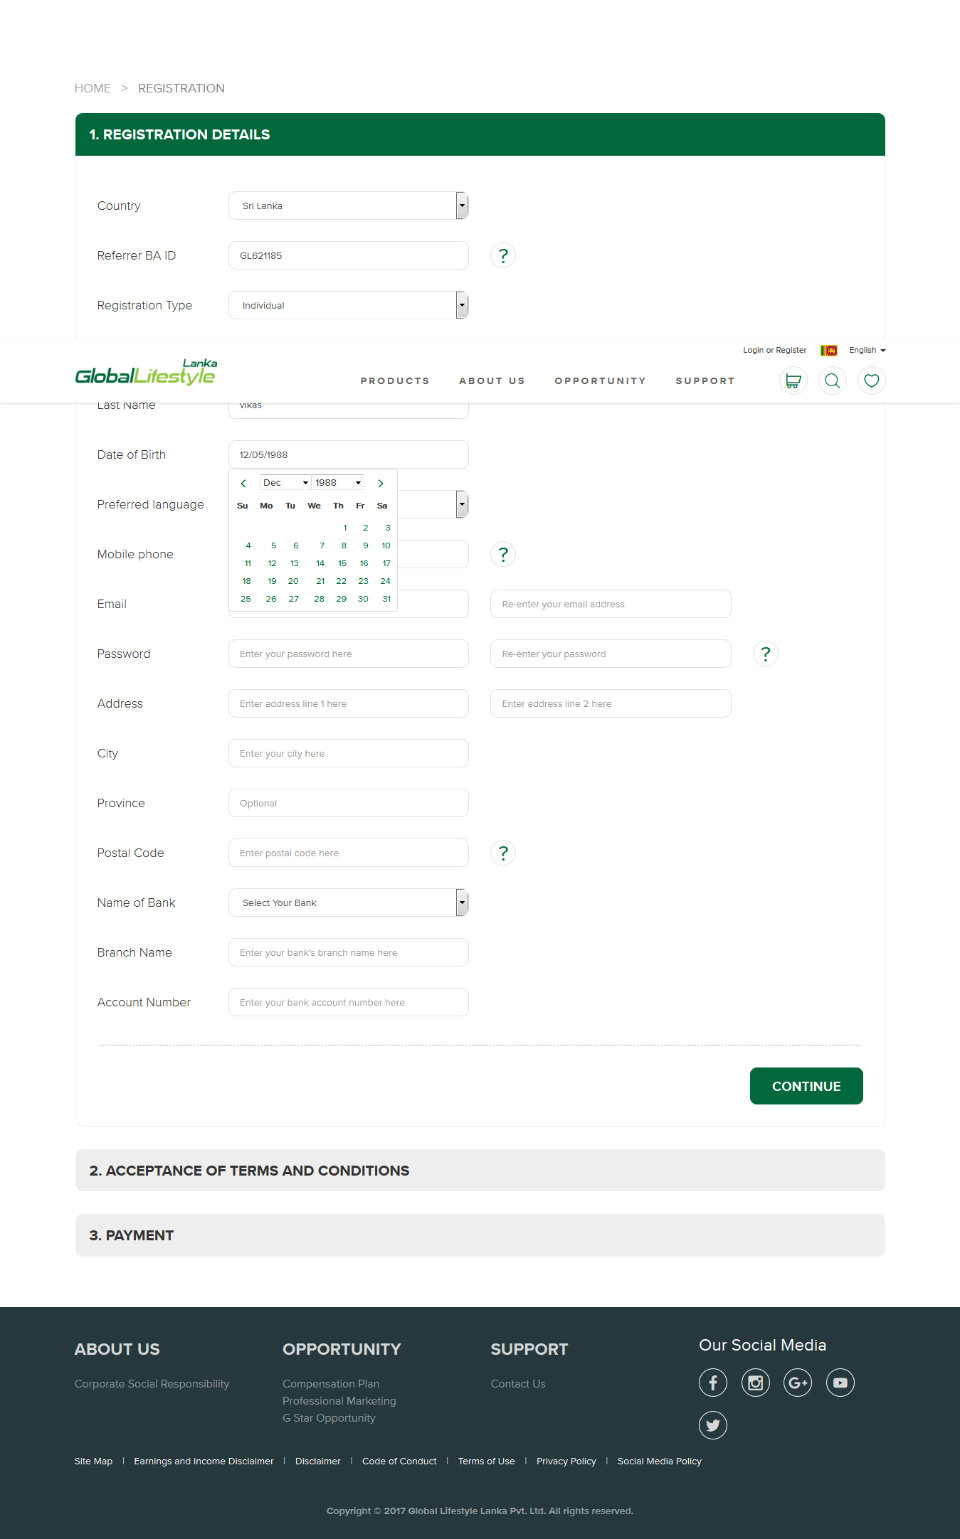 HOME > REGISTRATION
1. REGISTRATION DETAILS
Country Sri Lanka
Referrer BA ID GL621185 ?
Registration Type Individual
Login or Register English
Lanka
GlobalLifestyle
PRODUCTS ABOUT US OPPORTUNITY SUPPORT
Last Name vikas
Date of Birth 12/05/1988
Dec 1988
Su Mo Tu We Th Fr Sa
1 2 3
4 5 6 7 8 9 10
11 12 13 14 15 16 17
18 19 20 21 22 23 24
25 26 27 28 29 30 31
Preferred language
Mobile phone ?
Email Re-enter your email address
Password Enter your password here Re-enter your password ?
Address Enter address line 1 here Enter address line 2 here
City Enter your city here
Province Optional
Postal Code Enter postal code here ?
Name of Bank Select Your Bank
Branch Name Enter your bank's branch name here
Account Number Enter your bank account number here
CONTINUE
2. ACCEPTANCE OF TERMS AND CONDITIONS
3. PAYMENT
ABOUT US
Corporate Social Responsibility
OPPORTUNITY
Compensation Plan
Professional Marketing
G Star Opportunity
SUPPORT
Contact Us
Our Social Media
Site Map | Earnings and Income Disclaimer | Disclaimer | Code of Conduct | Terms of Use | Privacy Policy | Social Media Policy
Copyright © 2017 Global Lifestyle Lanka Pvt. Ltd. All rights reserved.